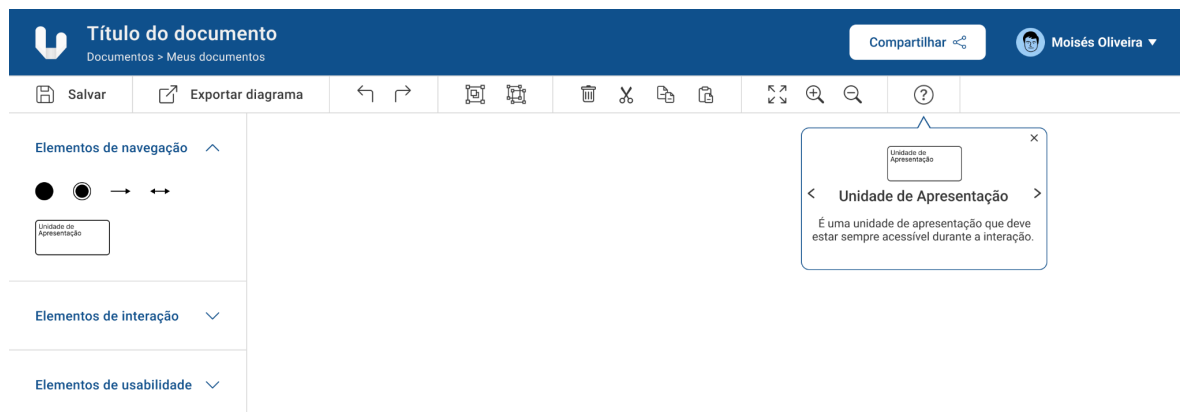 Título do documento
Documentos > Meus documentos
Compartilhar
Moisés Oliveira
Salvar
Exportar diagrama
Elementos de navegação
Unidade de
Apresentação
Elementos de interação
Elementos de usabilidade
Unidade de
Apresentação
Unidade de Apresentação
É uma unidade de apresentação que deve
estar sempre acessível durante a interação.